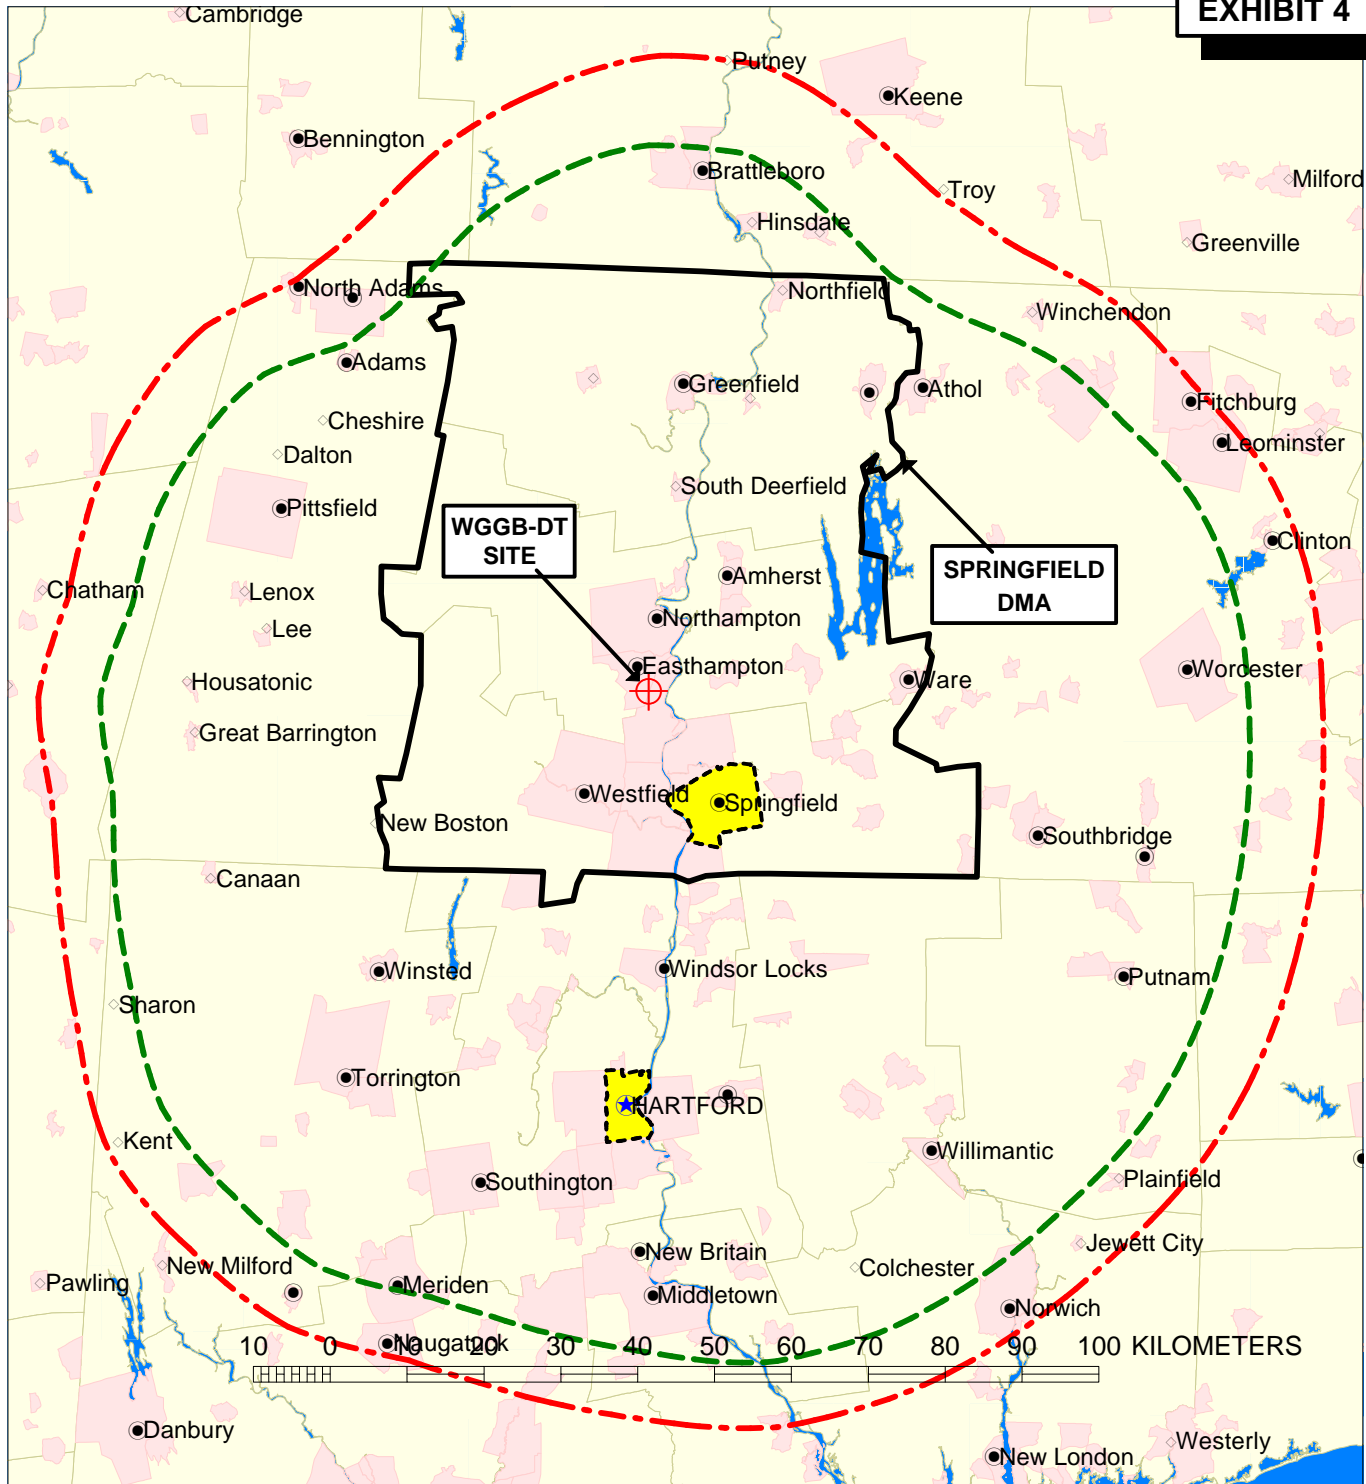 EXHIBIT 4
Cambridge
Putney
Keene
Bennington
Brattleboro
Milford
Troy
Hinsdale
Greenville
North Adams
Northfield
Winchendon
Adams
Greenfield
Athol
Fitchburg
Cheshire
Leominster
Dalton
South Deerfield
Pittsfield
WGGB-DT
SITE
Clinton
SPRINGFIELD
DMA
Amherst
Chatham
Lenox
Northampton
Lee
Easthampton
Worcester
Housatonic
Ware
Great Barrington
Westfield
Springfield
New Boston
Southbridge
Canaan
Windsor Locks
Winsted
Putnam
Sharon
Torrington
HARTFORD
Kent
Willimantic
Southington
Plainfield
Jewett City
New Britain
New Milford
Colchester
Pawling
Meriden
Middletown
Norwich
Naugatuck
10 0 10 20 30 40 50 60 70 80 90 100 KILOMETERS
Danbury
Westerly
New London